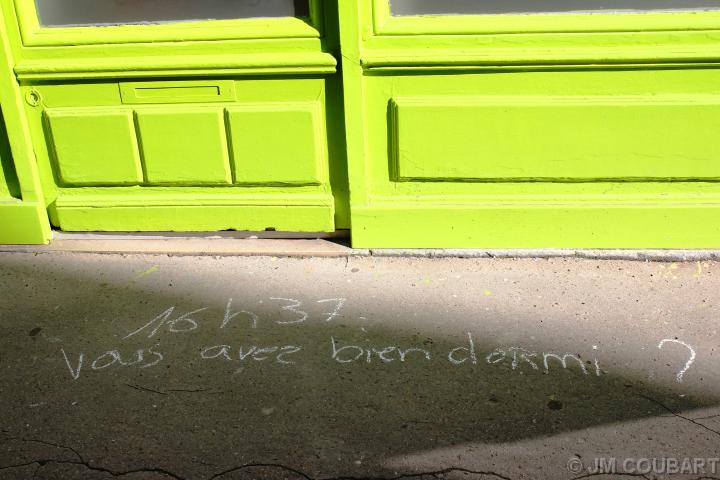 16h37.
Vous avez bien dormi ?
© JM COUBART